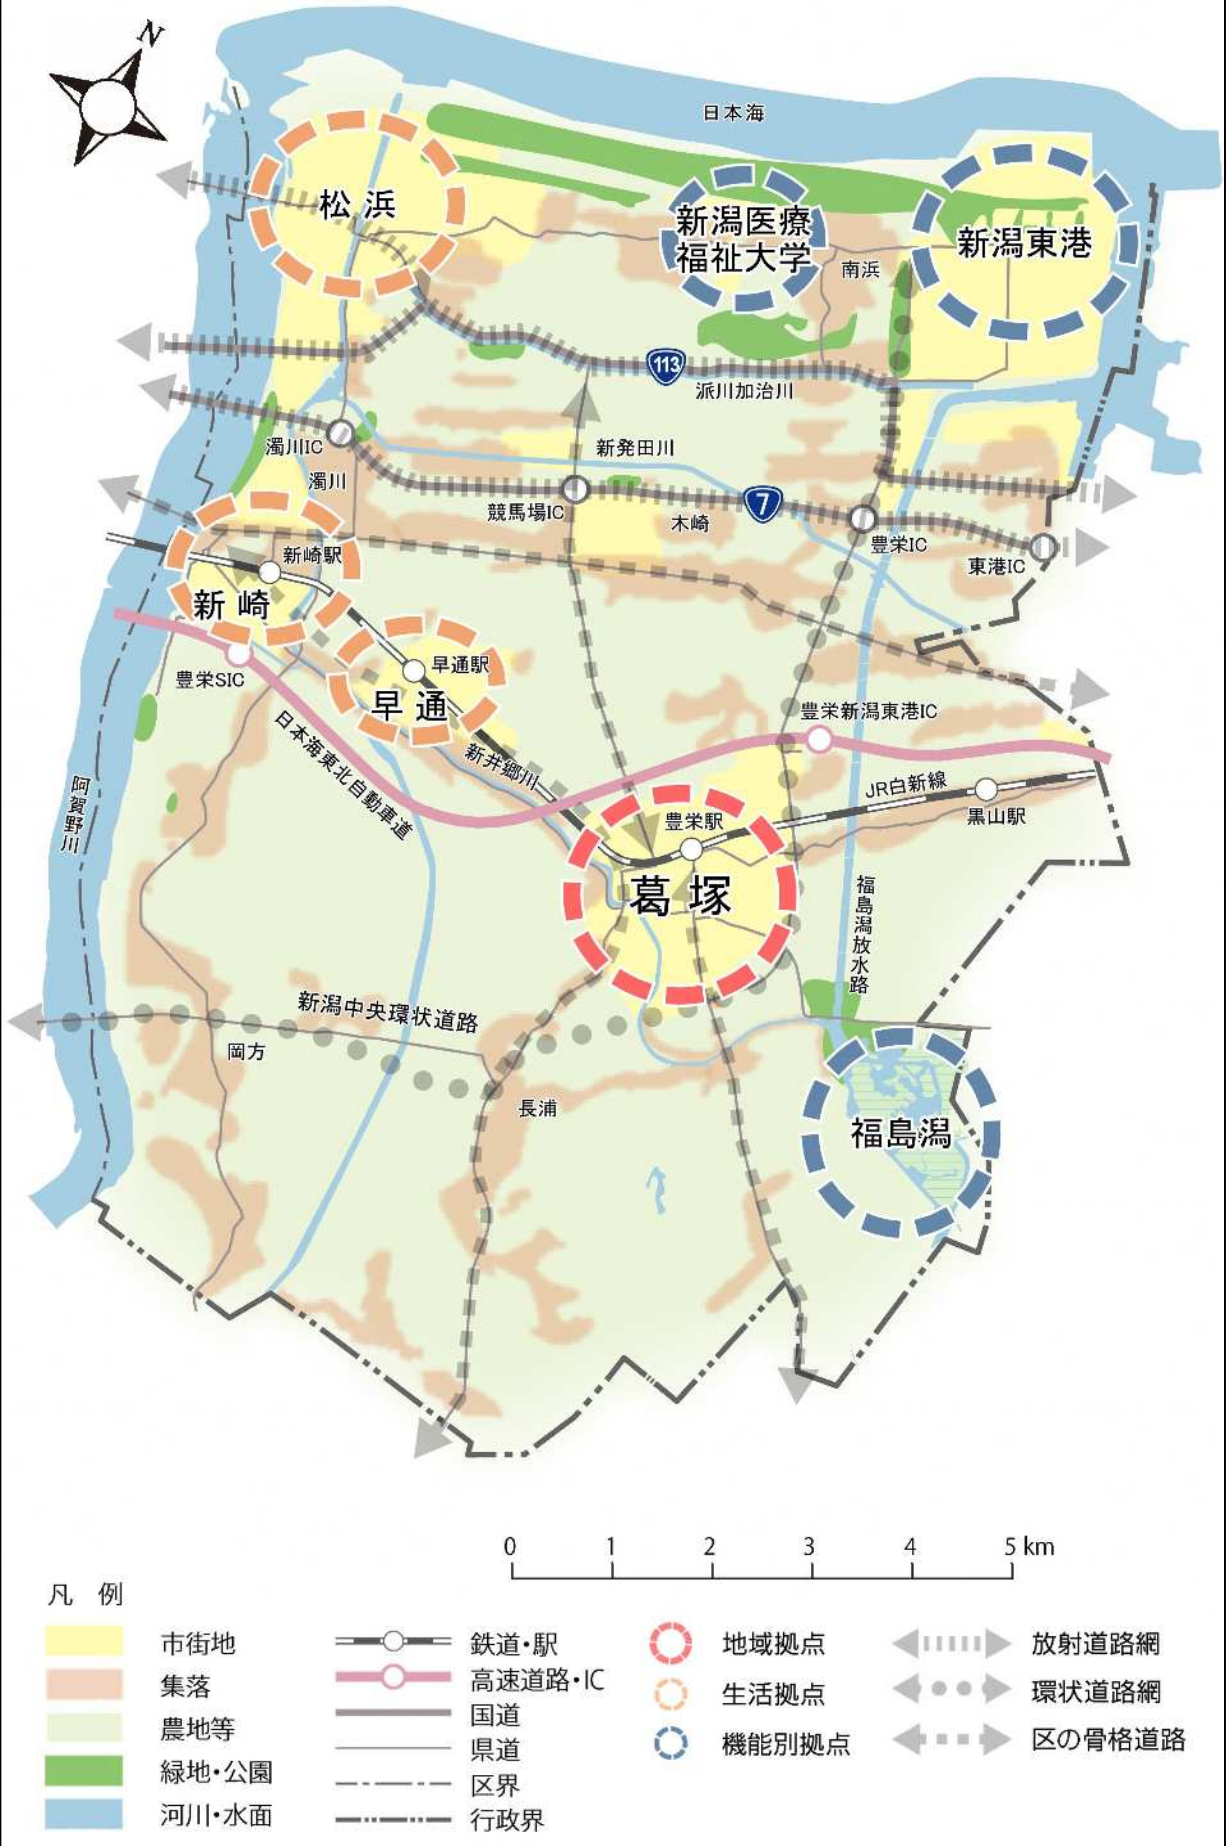 N
日本海
松浜
新潟医療
福祉大学
南浜
新潟東港
113
派川加治川
濁川IC
濁川
新発田川
競馬場IC
木崎
7
豊栄IC
東港IC
新崎駅
新崎
早通駅
早通
豊栄SIC
日本海東北自動車道
新井郷川
豊栄新潟東港IC
JR白新線
黒山駅
阿賀野川
豊栄駅
葛塚
福島潟放水路
新潟中央環状道路
岡方
長浦
福島潟
0 1 2 3 4 5 km
凡 例
市街地
集落
農地等
緑地・公園
河川・水面
鉄道・駅
高速道路・IC
国道
県道
区界
行政界
地域拠点
生活拠点
機能別拠点
放射道路網
環状道路網
区の骨格道路